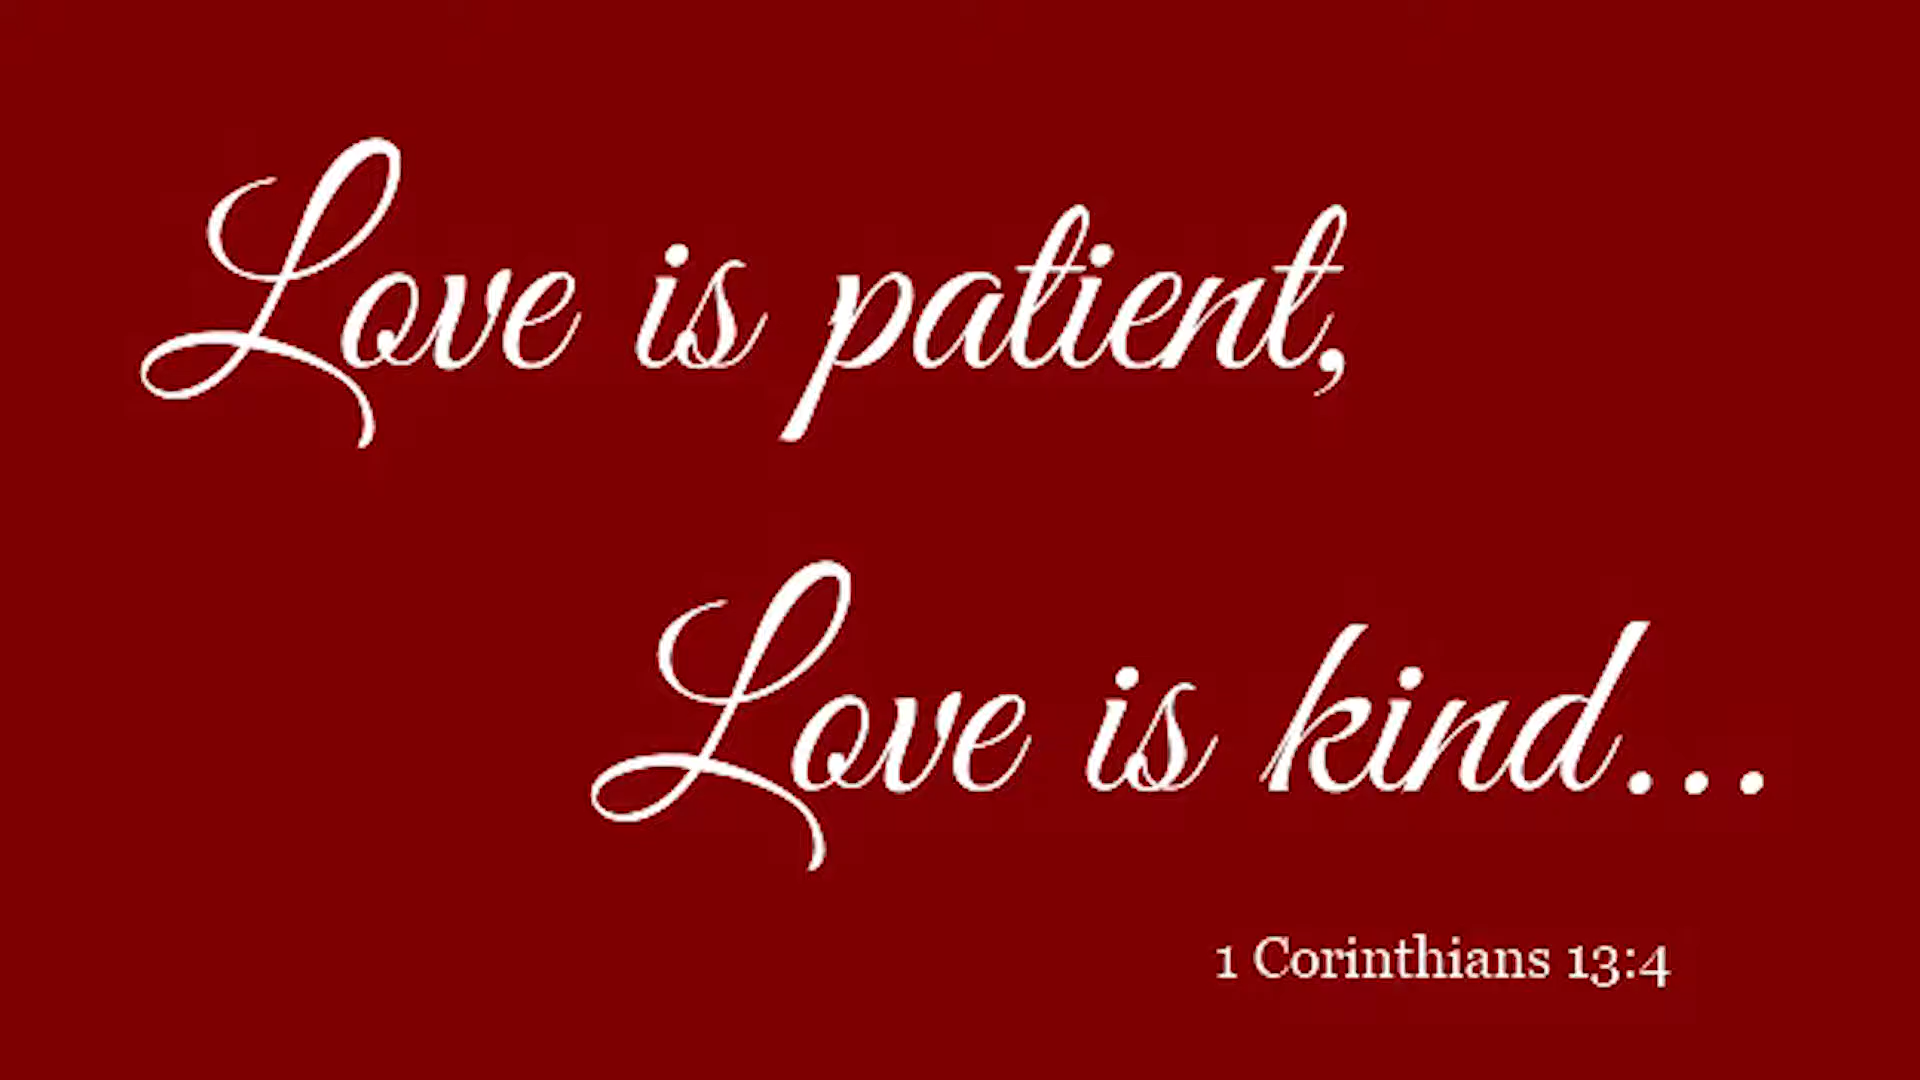 Love is patient,
Love is kind...
1 Corinthians 13:4